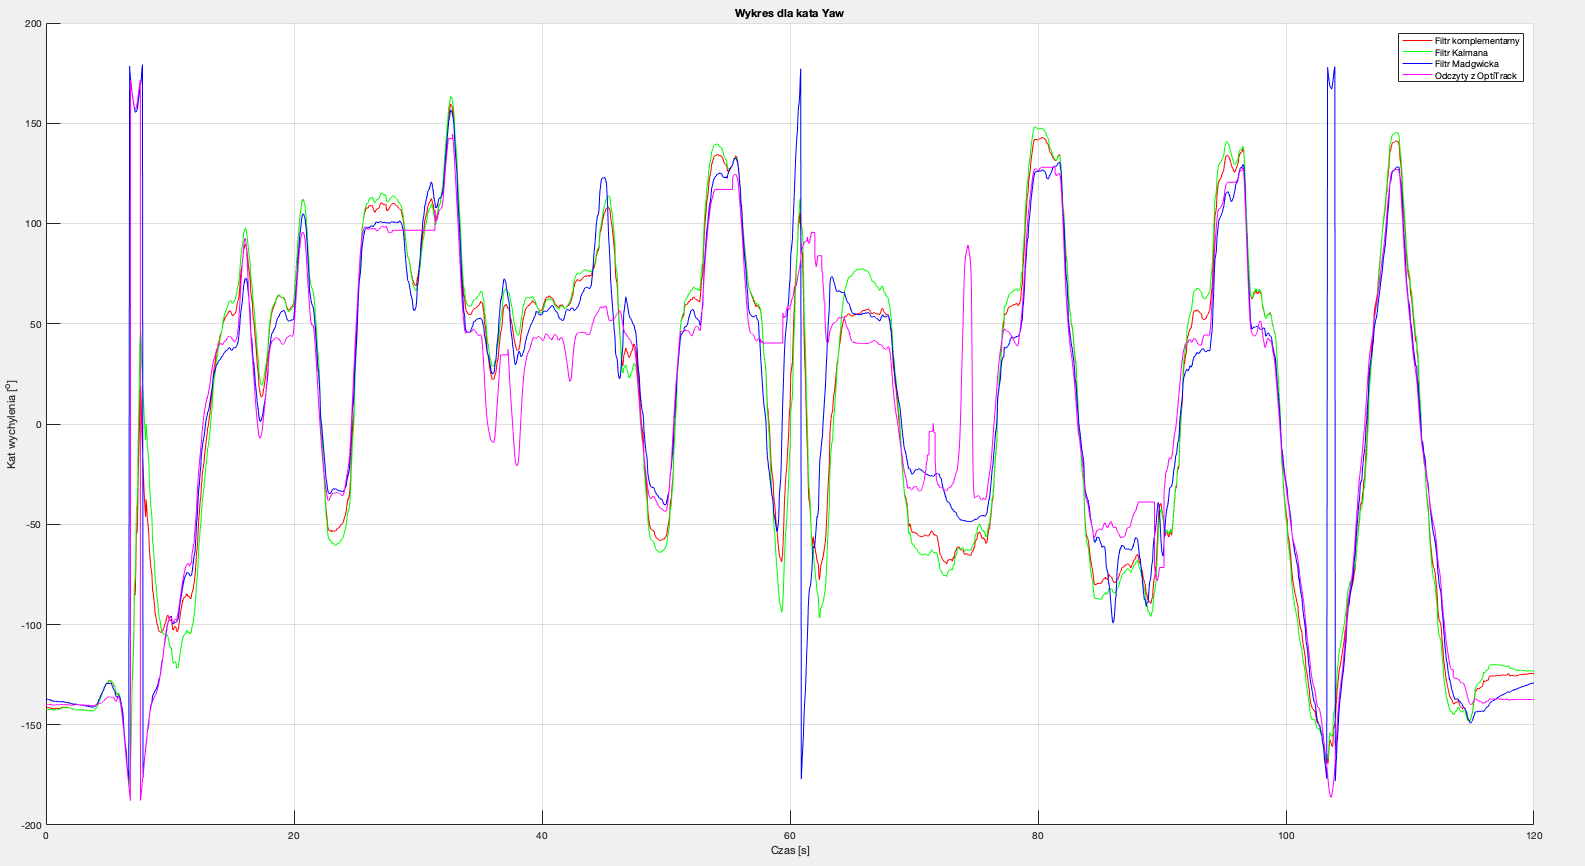 Wykres dla kata Yaw
Filtr komplementarny
Filtr Kalmana
Filtr Madgwicka
Odczyty z OptiTrack
200
150
100
50
0
-50
-100
-150
-200
Kat wychylenia [°]
0 20 40 60 80 100 120
Czas [s]